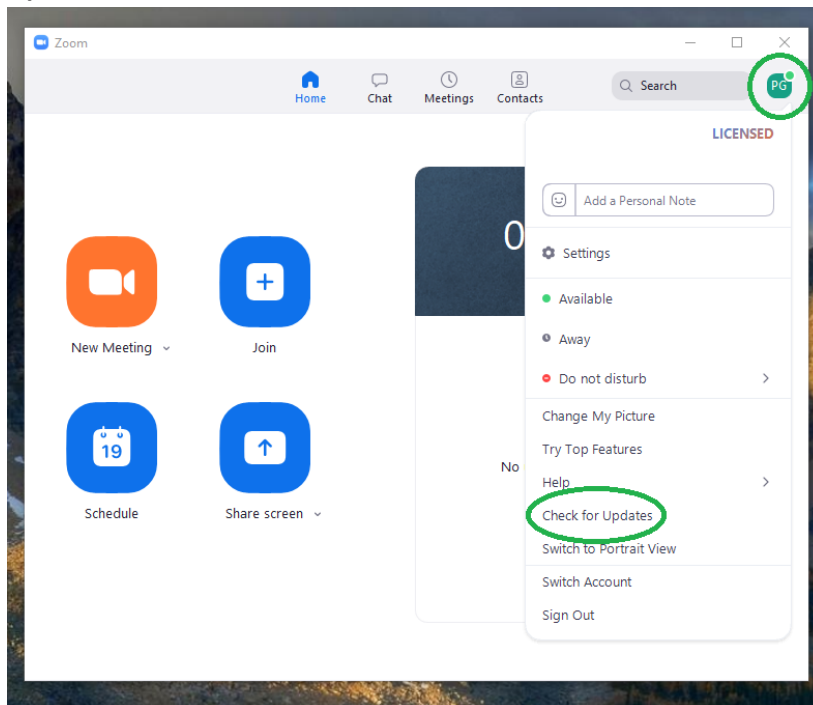 Zoom
Home
Chat
Meetings
Contacts
Search
PG
LICENSED
Add a Personal Note
Settings
Available
Away
Do not disturb
Change My Picture
Try Top Features
Help
Check for Updates
Switch to Portrait View
Switch Account
Sign Out
0
No
New Meeting
Join
19
Schedule
Share screen